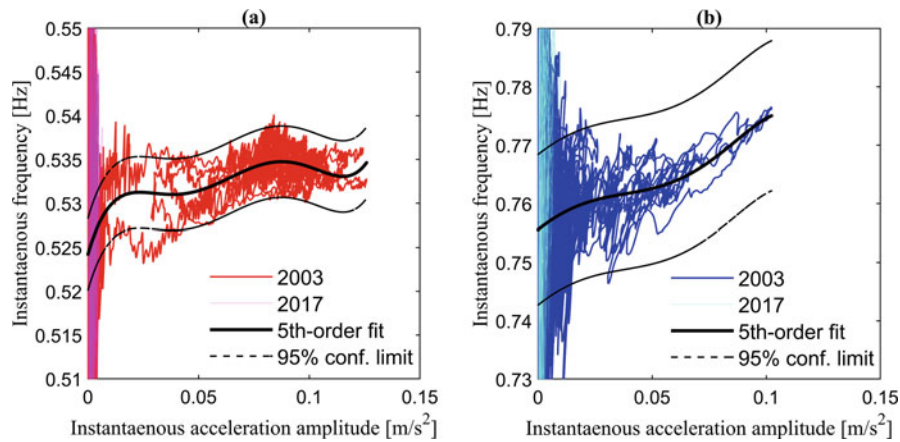 (a)
Instantaenous frequency [Hz]
0.55
0.545
0.54
0.535
0.53
0.525
0.52
0.515
0.51
2003
2017
5th-order fit
95% conf. limit
0
0.05
0.1
0.15
Instantaenous acceleration amplitude [m/s²]
(b)
Instantaenous frequency [Hz]
0.79
0.78
0.77
0.76
0.75
0.74
0.73
2003
2017
5th-order fit
95% conf. limit
0
0.05
0.1
0.15
Instantaenous acceleration amplitude [m/s²]